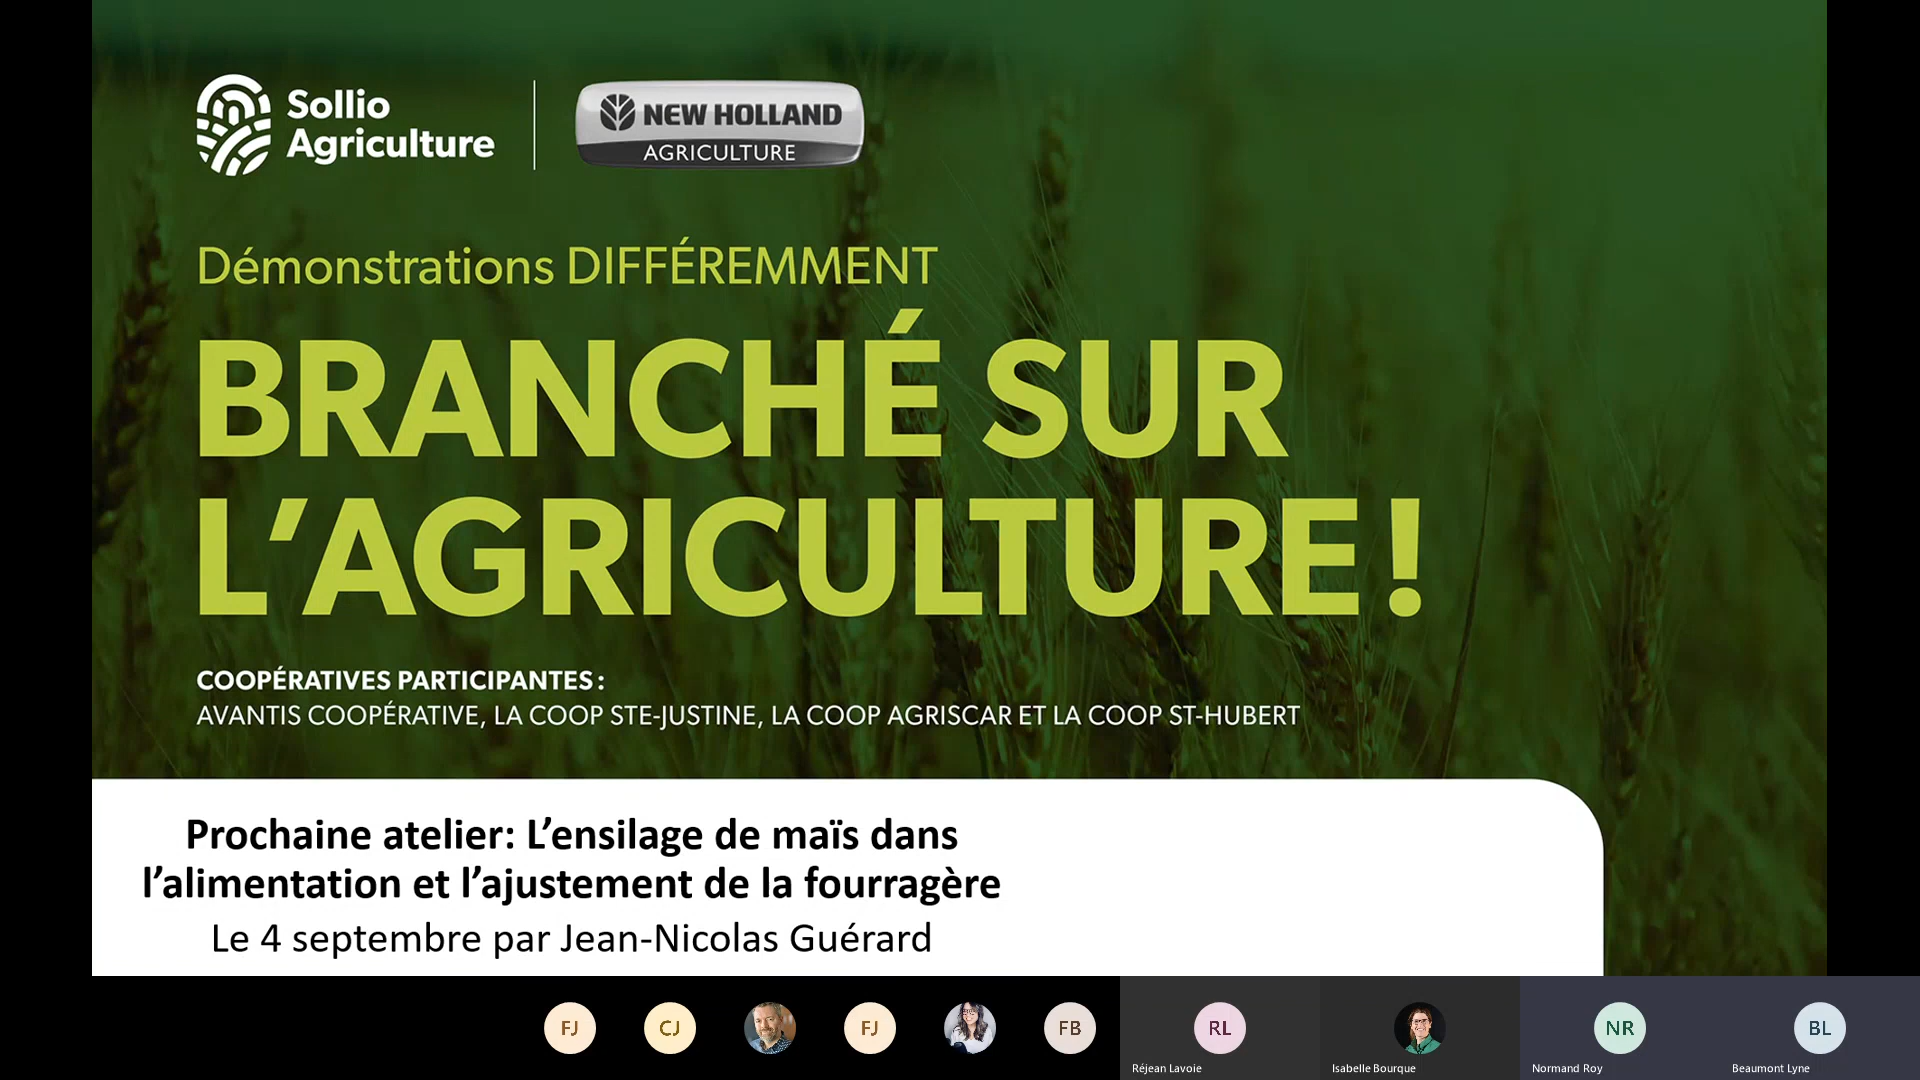 Sollio
Agriculture
NEW HOLLAND
AGRICULTURE
Démonstrations DIFFÉREMMENT
BRANCHÉ SUR
L’AGRICULTURE !
COOPÉRATIVES PARTICIPANTES :
AVANTIS COOPÉRATIVE, LA COOP STE-JUSTINE, LA COOP AGRISCAR ET LA COOP ST-HUBERT
Prochaine atelier: L’ensilage de maïs dans
l’alimentation et l’ajustement de la fourragère
Le 4 septembre par Jean-Nicolas Guérard
FJ
CJ
FJ
FB
RL
NR
BL
Réjean Lavoie
Isabelle Bourque
Normand Roy
Beaumont Lyne